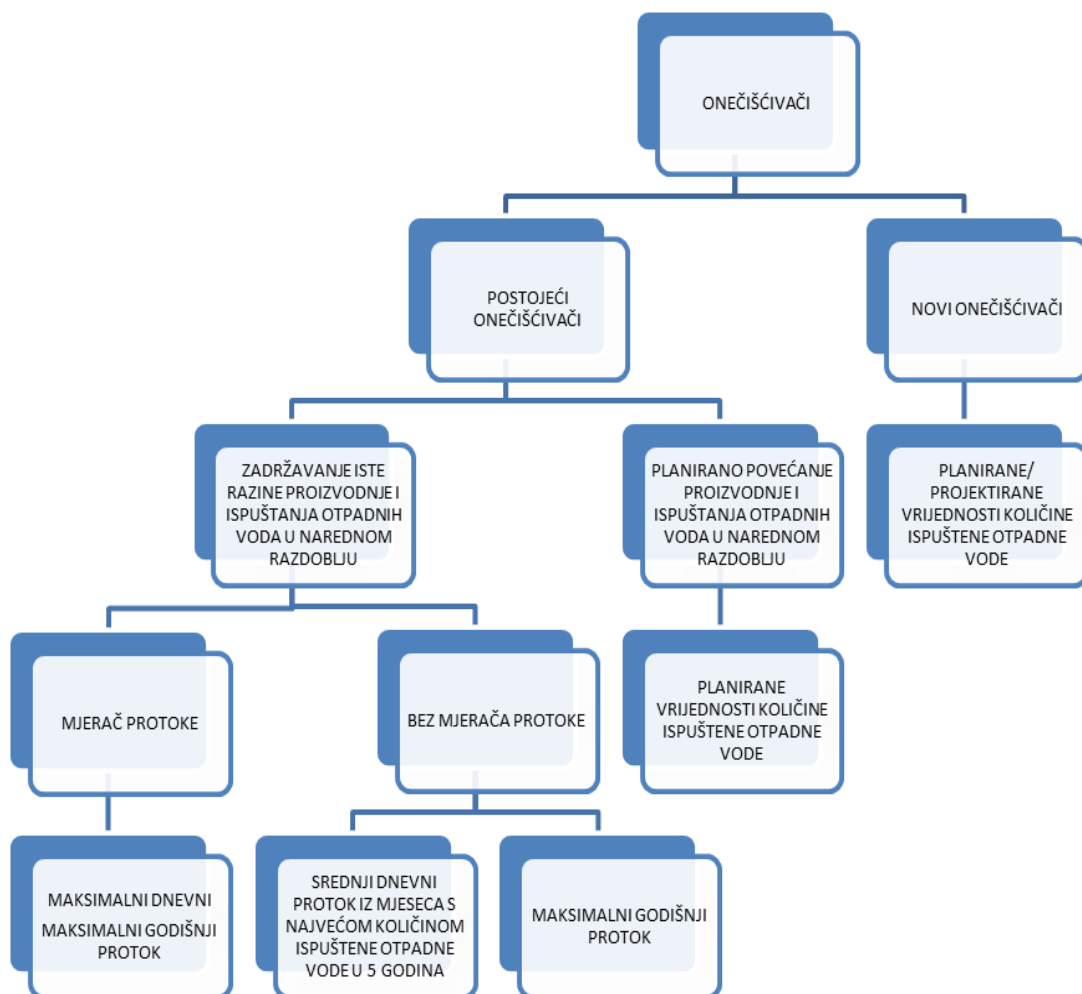 ONEČIŠĆIVAČI
POSTOJEĆI
ONEČIŠĆIVAČI
NOVI ONEČIŠĆIVAČI
ZADRŽAVANJE ISTE
RAZINE PROIZVODNJE I
ISPUŠTANJA OTPADNIH
VODA U NAREDNOM
RAZDOBLJU
PLANIRANO POVEĆANJE
PROIZVODNJE I
ISPUŠTANJA OTPADNIH
VODA U NAREDNOM
RAZDOBLJU
PLANIRANE/
PROJEKTIRANE
VRIJEDNOSTI KOLIČINE
ISPUŠTENE OTPADNE
VODE
MJERAČ PROTOKE
BEZ MJERAČA PROTOKE
PLANIRANE
VRIJEDNOSTI KOLIČINE
ISPUŠTENE OTPADNE
VODE
MAKSIMALNI DNEVNI
MAKSIMALNI GODIŠNJI
PROTOK
SREDNJI DNEVNI
PROTOK IZ MJESECA S
NAJVEĆOM KOLIČINOM
ISPUŠTENE OTPADNE
VODE U 5 GODINA
MAKSIMALNI GODIŠNJI
PROTOK